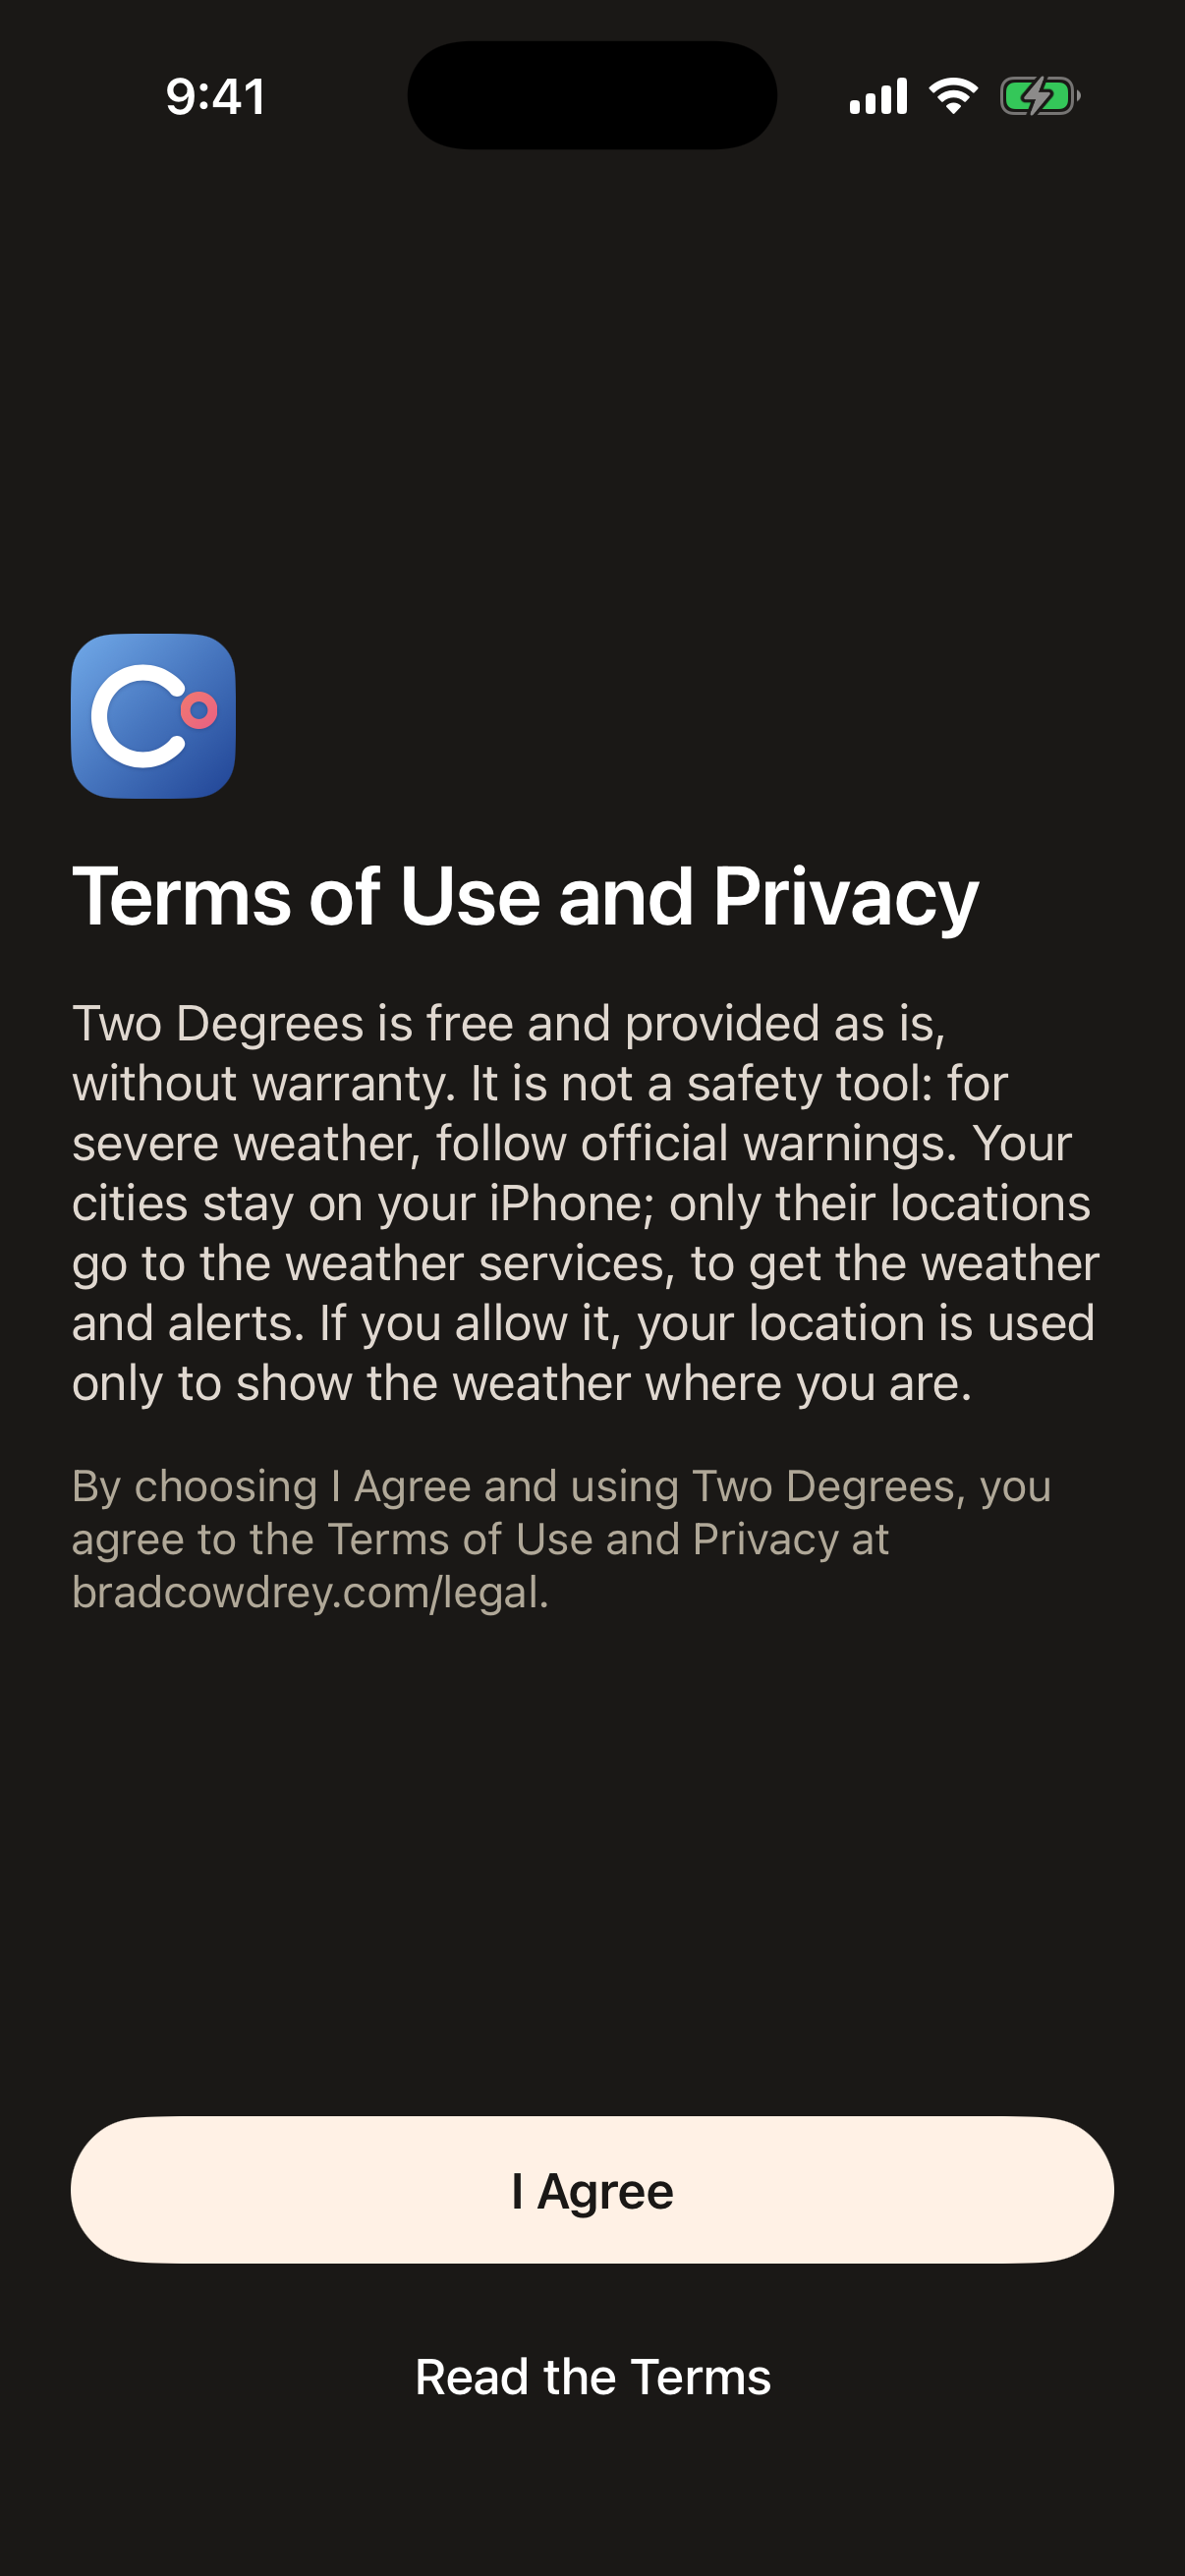 9:41
Terms of Use and Privacy
Two Degrees is free and provided as is,
without warranty. It is not a safety tool: for
severe weather, follow official warnings. Your
cities stay on your iPhone; only their locations
go to the weather services, to get the weather
and alerts. If you allow it, your location is used
only to show the weather where you are.
By choosing I Agree and using Two Degrees, you
agree to the Terms of Use and Privacy at
bradcowdrey.com/legal.
I Agree
Read the Terms